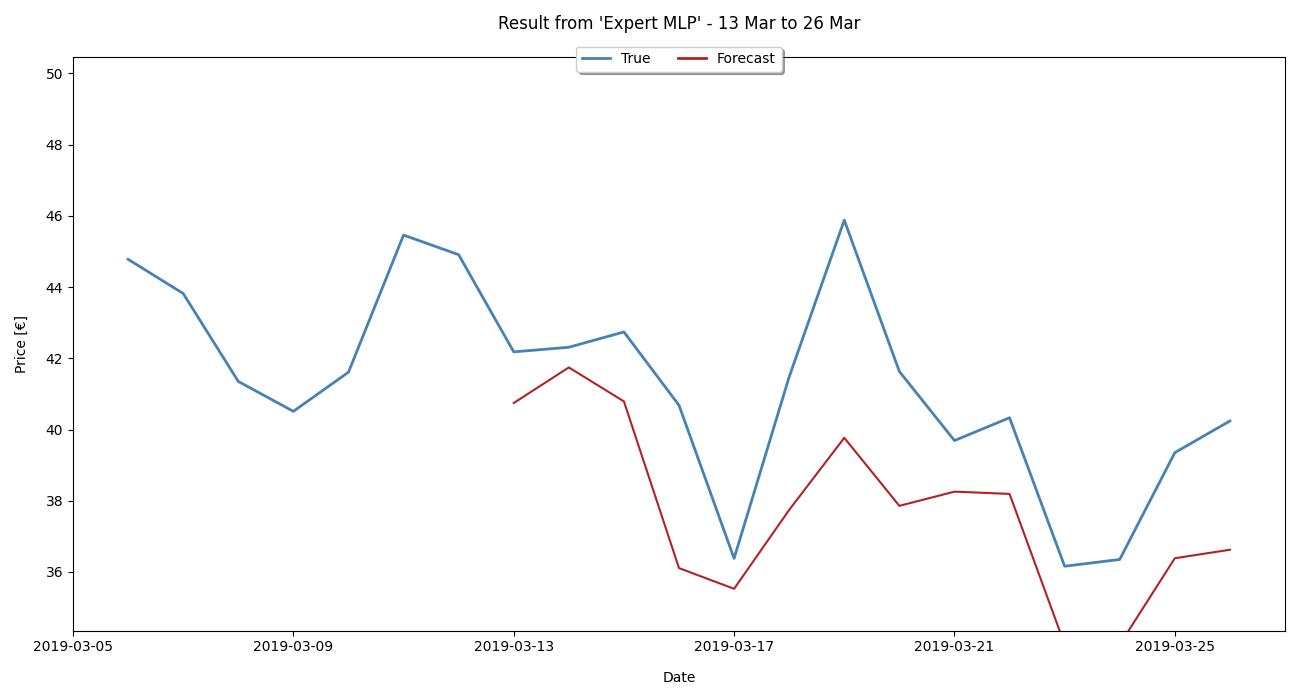 Result from 'Expert MLP' - 13 Mar to 26 Mar
True
Forecast
50
48
46
44
42
40
38
36
Price [€]
2019-03-05
2019-03-09
2019-03-13
2019-03-17
2019-03-21
2019-03-25
Date